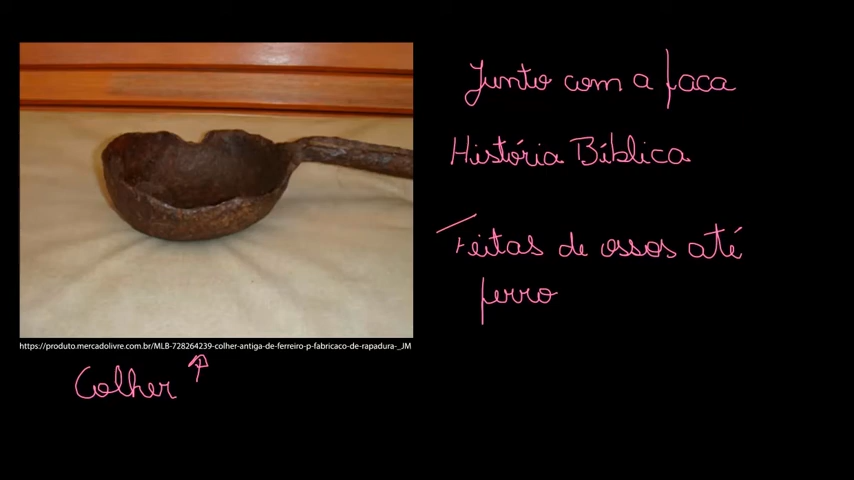 Junto com a faca
História Bíblica
Feitas de ossos até
ferro
https://produto.mercadolivre.com.br/MLB-728264239-colher-antiga-de-ferreiro-p-fabricaco-de-rapadura-_JM
Colher